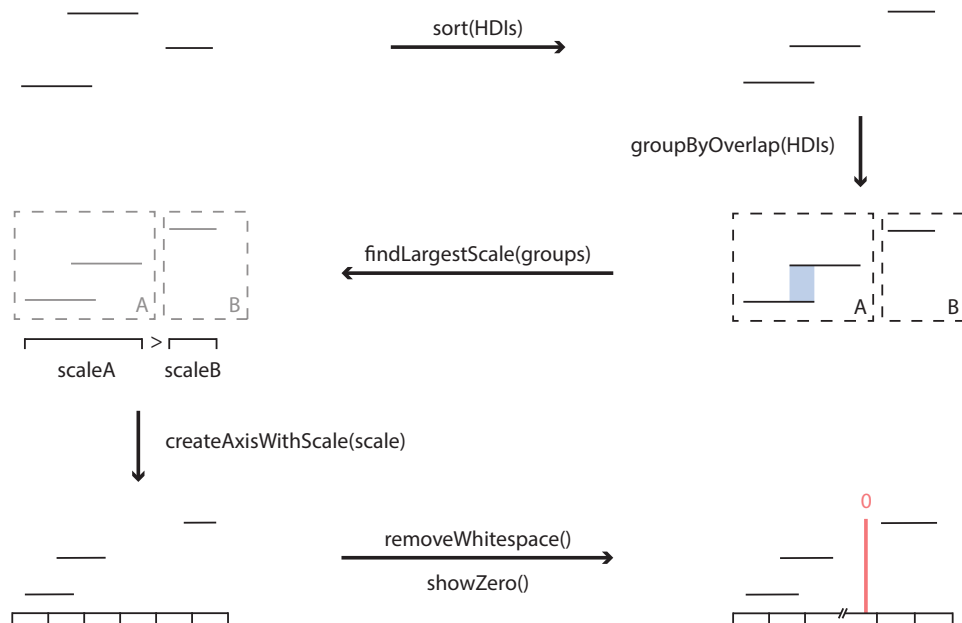 sort(HDIs)
groupByOverlap(HDIs)
findLargestScale(groups)
A B
A B
>
scaleA scaleB
createAxisWithScale(scale)
0
removeWhitespace()
showZero()
//